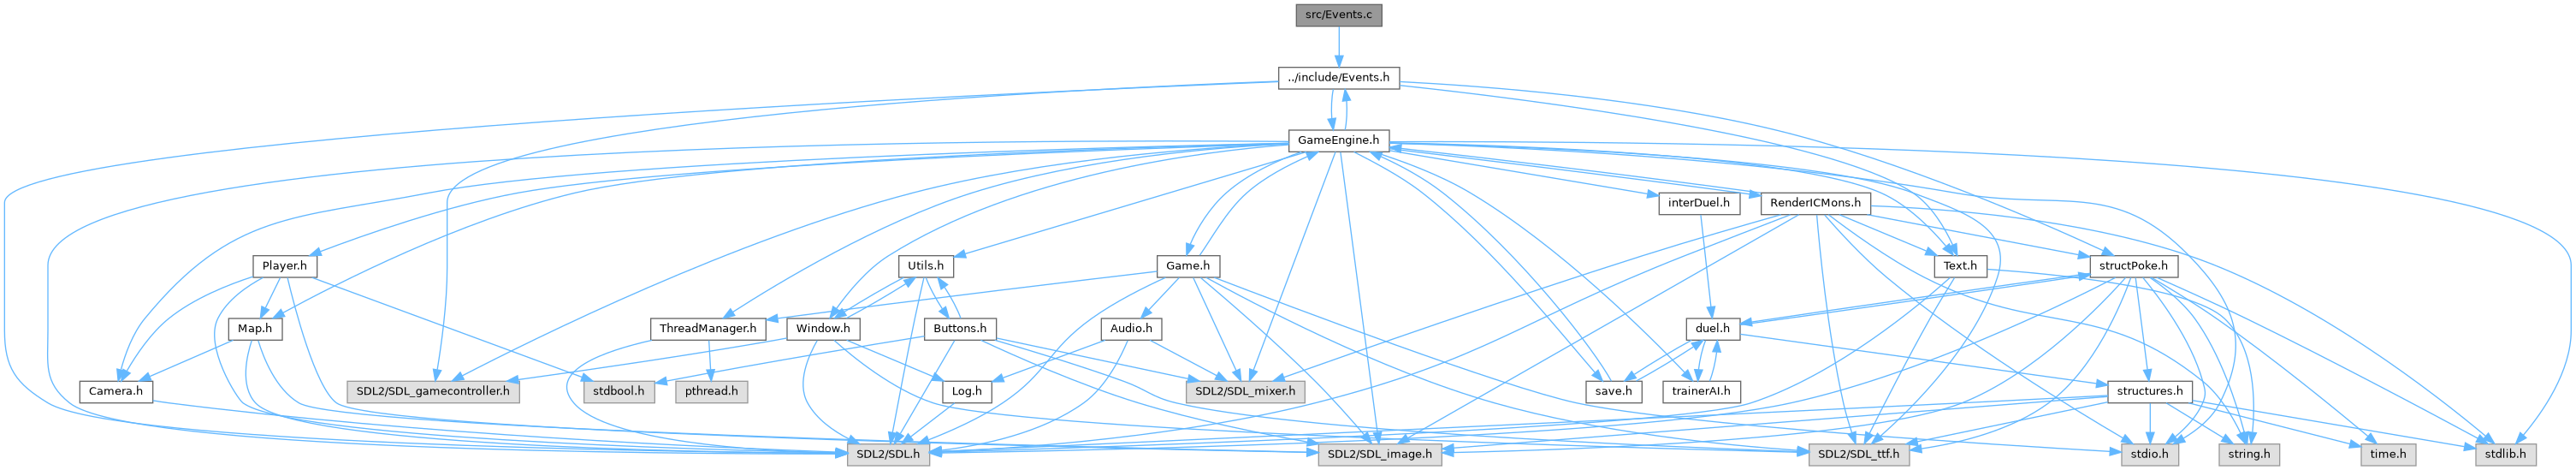 src/Events.c
../include/Events.h
GameEngine.h
interDuel.h
RenderICMons.h
Player.h
Utils.h
Game.h
Text.h
structPoke.h
Map.h
ThreadManager.h
Window.h
Buttons.h
Audio.h
duel.h
Camera.h
SDL2/SDL_gamecontroller.h
stdbool.h
pthread.h
Log.h
SDL2/SDL_mixer.h
save.h
trainerAI.h
structures.h
SDL2/SDL.h
SDL2/SDL_image.h
SDL2/SDL_ttf.h
stdio.h
string.h
time.h
stdlib.h